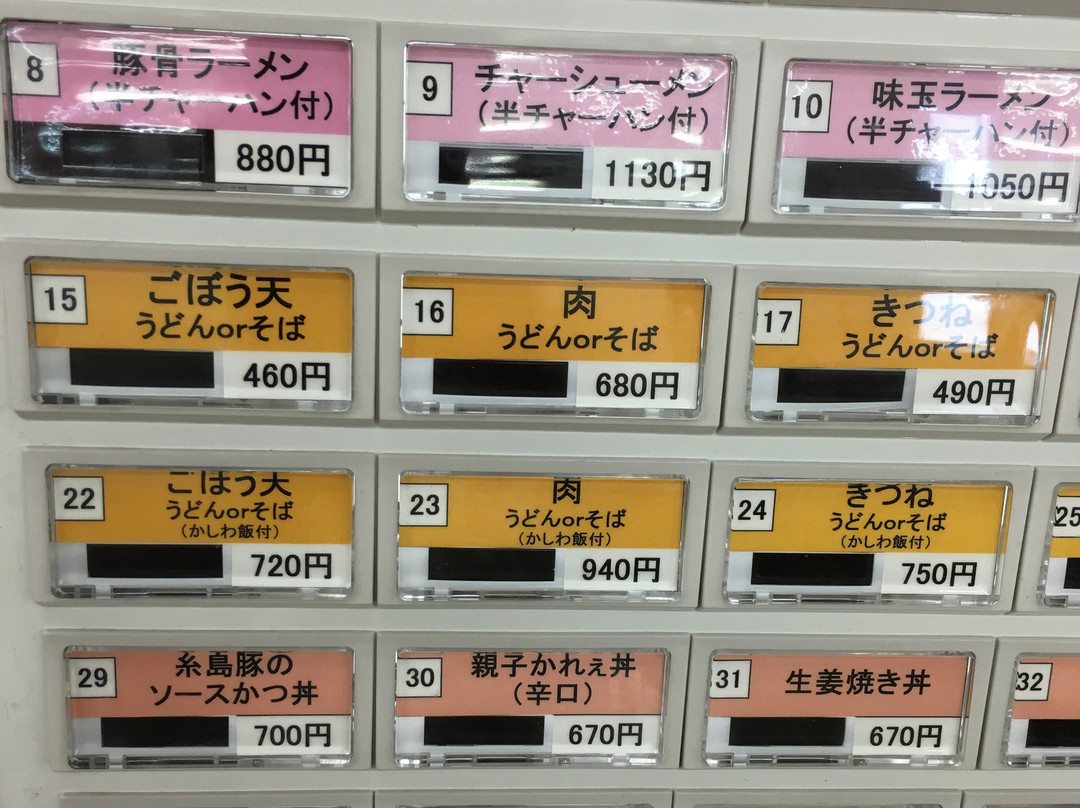 8
豚骨ラーメン
(半チャーハン付)
880円
9
チャーシューメン
(半チャーハン付)
1130円
10
味玉ラーメン
(半チャーハン付)
1050円
15
ごぼう天
うどんorそば
460円
16
肉
うどんorそば
680円
17
きつね
うどんorそば
490円
22
ごぼう天
うどんorそば
(かしわ飯付)
720円
23
肉
うどんorそば
(かしわ飯付)
940円
24
きつね
うどんorそば
(かしわ飯付)
750円
25
29
糸島豚の
ソースかつ丼
700円
30
親子かれぇ丼
(辛口)
670円
31
生姜焼き丼
670円
32